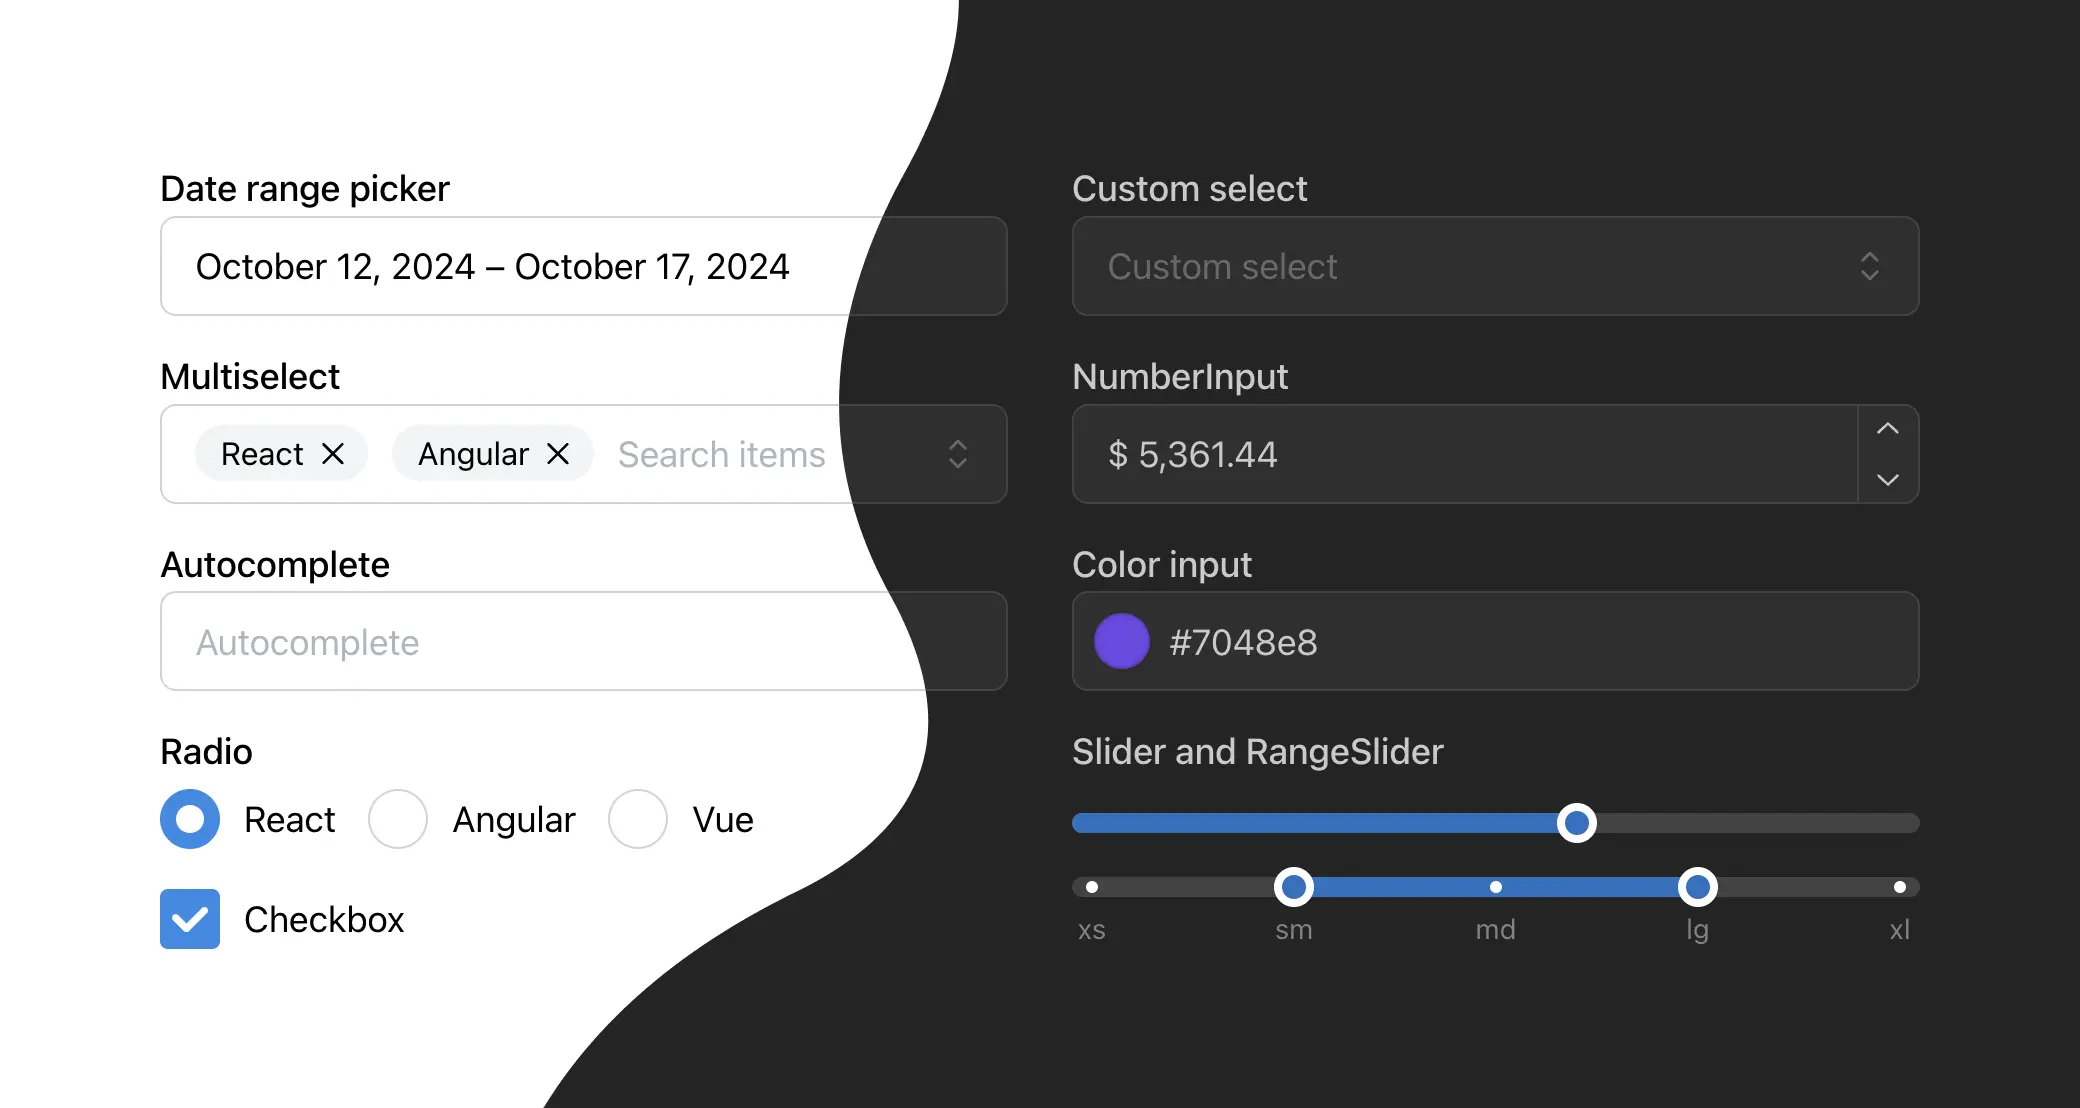 Date range picker
October 12, 2024 – October 17, 2024
Multiselect
React Angular Search items
Autocomplete
Autocomplete
Radio
React Angular Vue
Checkbox
Custom select
Custom select
NumberInput
$ 5,361.44
Color input
#7048e8
Slider and RangeSlider
xs sm md lg xl